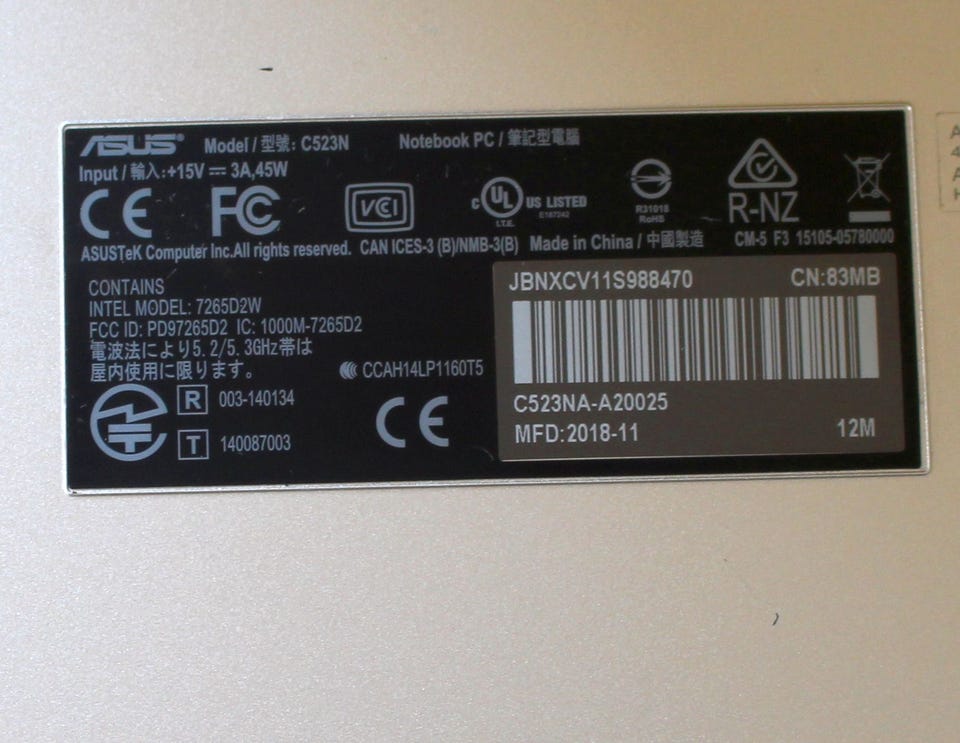 ASUS® Model / 型號: C523N Notebook PC / 筆記型電腦
Input / 輸入:+15V ⎓ 3A,45W
CE FC VCI c UL US LISTED
I.T.E. E187242
R31018
RoHS
R-NZ
ASUSTeK Computer Inc.All rights reserved. CAN ICES-3 (B)/NMB-3(B) Made in China / 中國製造 CM-5 F3 15105-05780000
CONTAINS
INTEL MODEL: 7265D2W
FCC ID: PD97265D2 IC: 1000M-7265D2
電波法により5.2/5.3GHz帯は
屋内使用に限ります。
CCAH14LP1160T5
R 003-140134
T 140087003
CE
JBNXCV11S988470 CN:83MB
C523NA-A20025
MFD:2018-11 12M
A
4
A
H